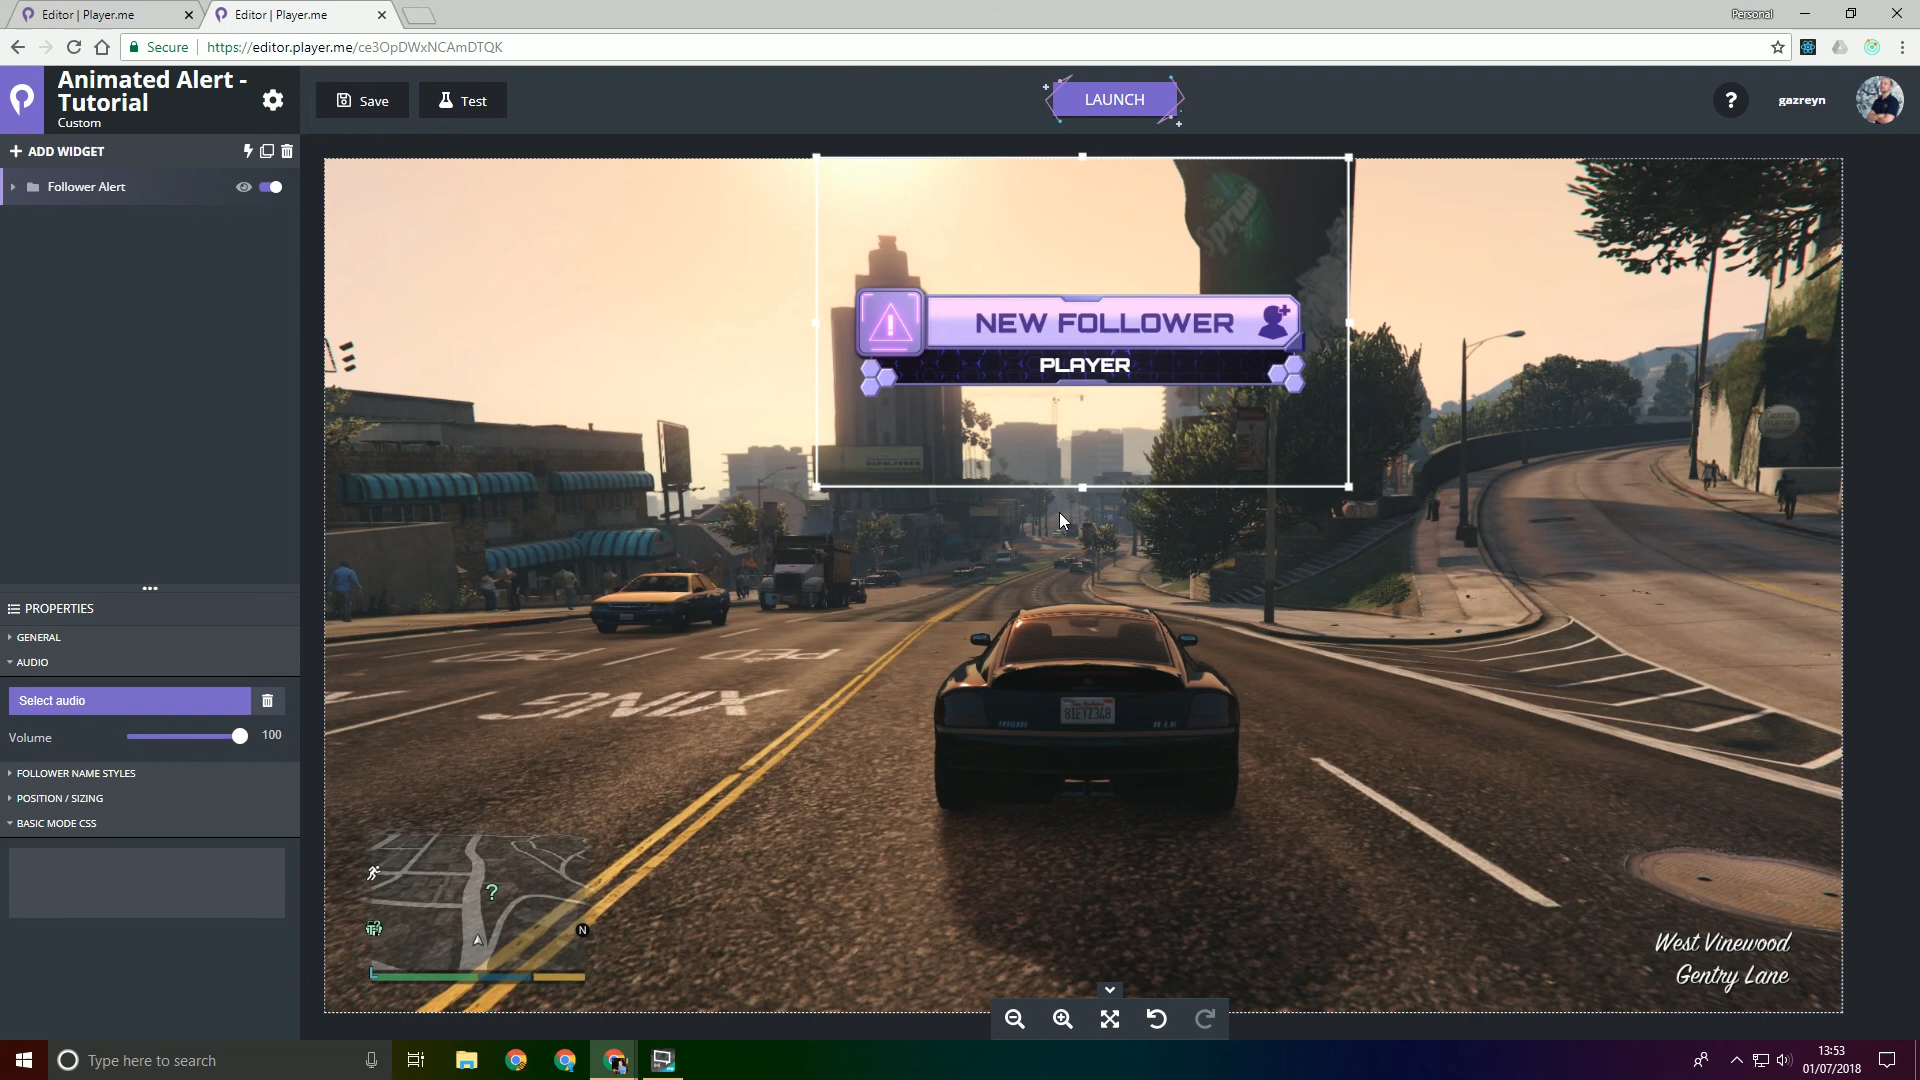 Editor | Player.me
Editor | Player.me
Personal
Secure
https://editor.player.me/ce3OpDWxNCAmDTQK
Animated Alert -
Tutorial
Custom
Save
Test
LAUNCH
?
gazreyn
ADD WIDGET
Follower Alert
Sprunk
NEW FOLLOWER
PLAYER
PROPERTIES
GENERAL
AUDIO
Select audio
Volume
100
FOLLOWER NAME STYLES
POSITION / SIZING
BASIC MODE CSS
?
N
West Vinewood
Gentry Lane
Type here to search
13:53
01/07/2018